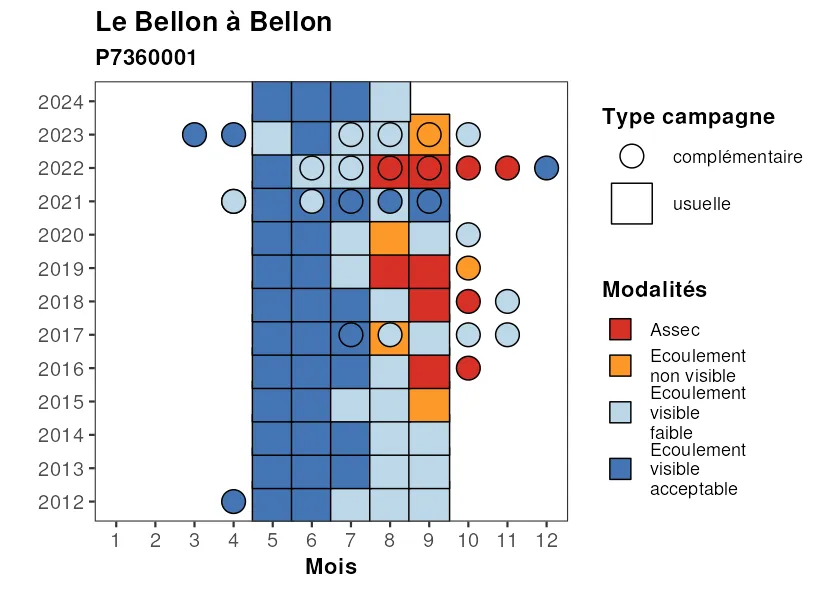 Le Bellon à Bellon
P7360001
2024
2023
2022
2021
2020
2019
2018
2017
2016
2015
2014
2013
2012
1 2 3 4 5 6 7 8 9 10 11 12
Mois
Type campagne
complémentaire
usuelle
Modalités
Assec
Ecoulement
non visible
Ecoulement
visible
faible
Ecoulement
visible
acceptable